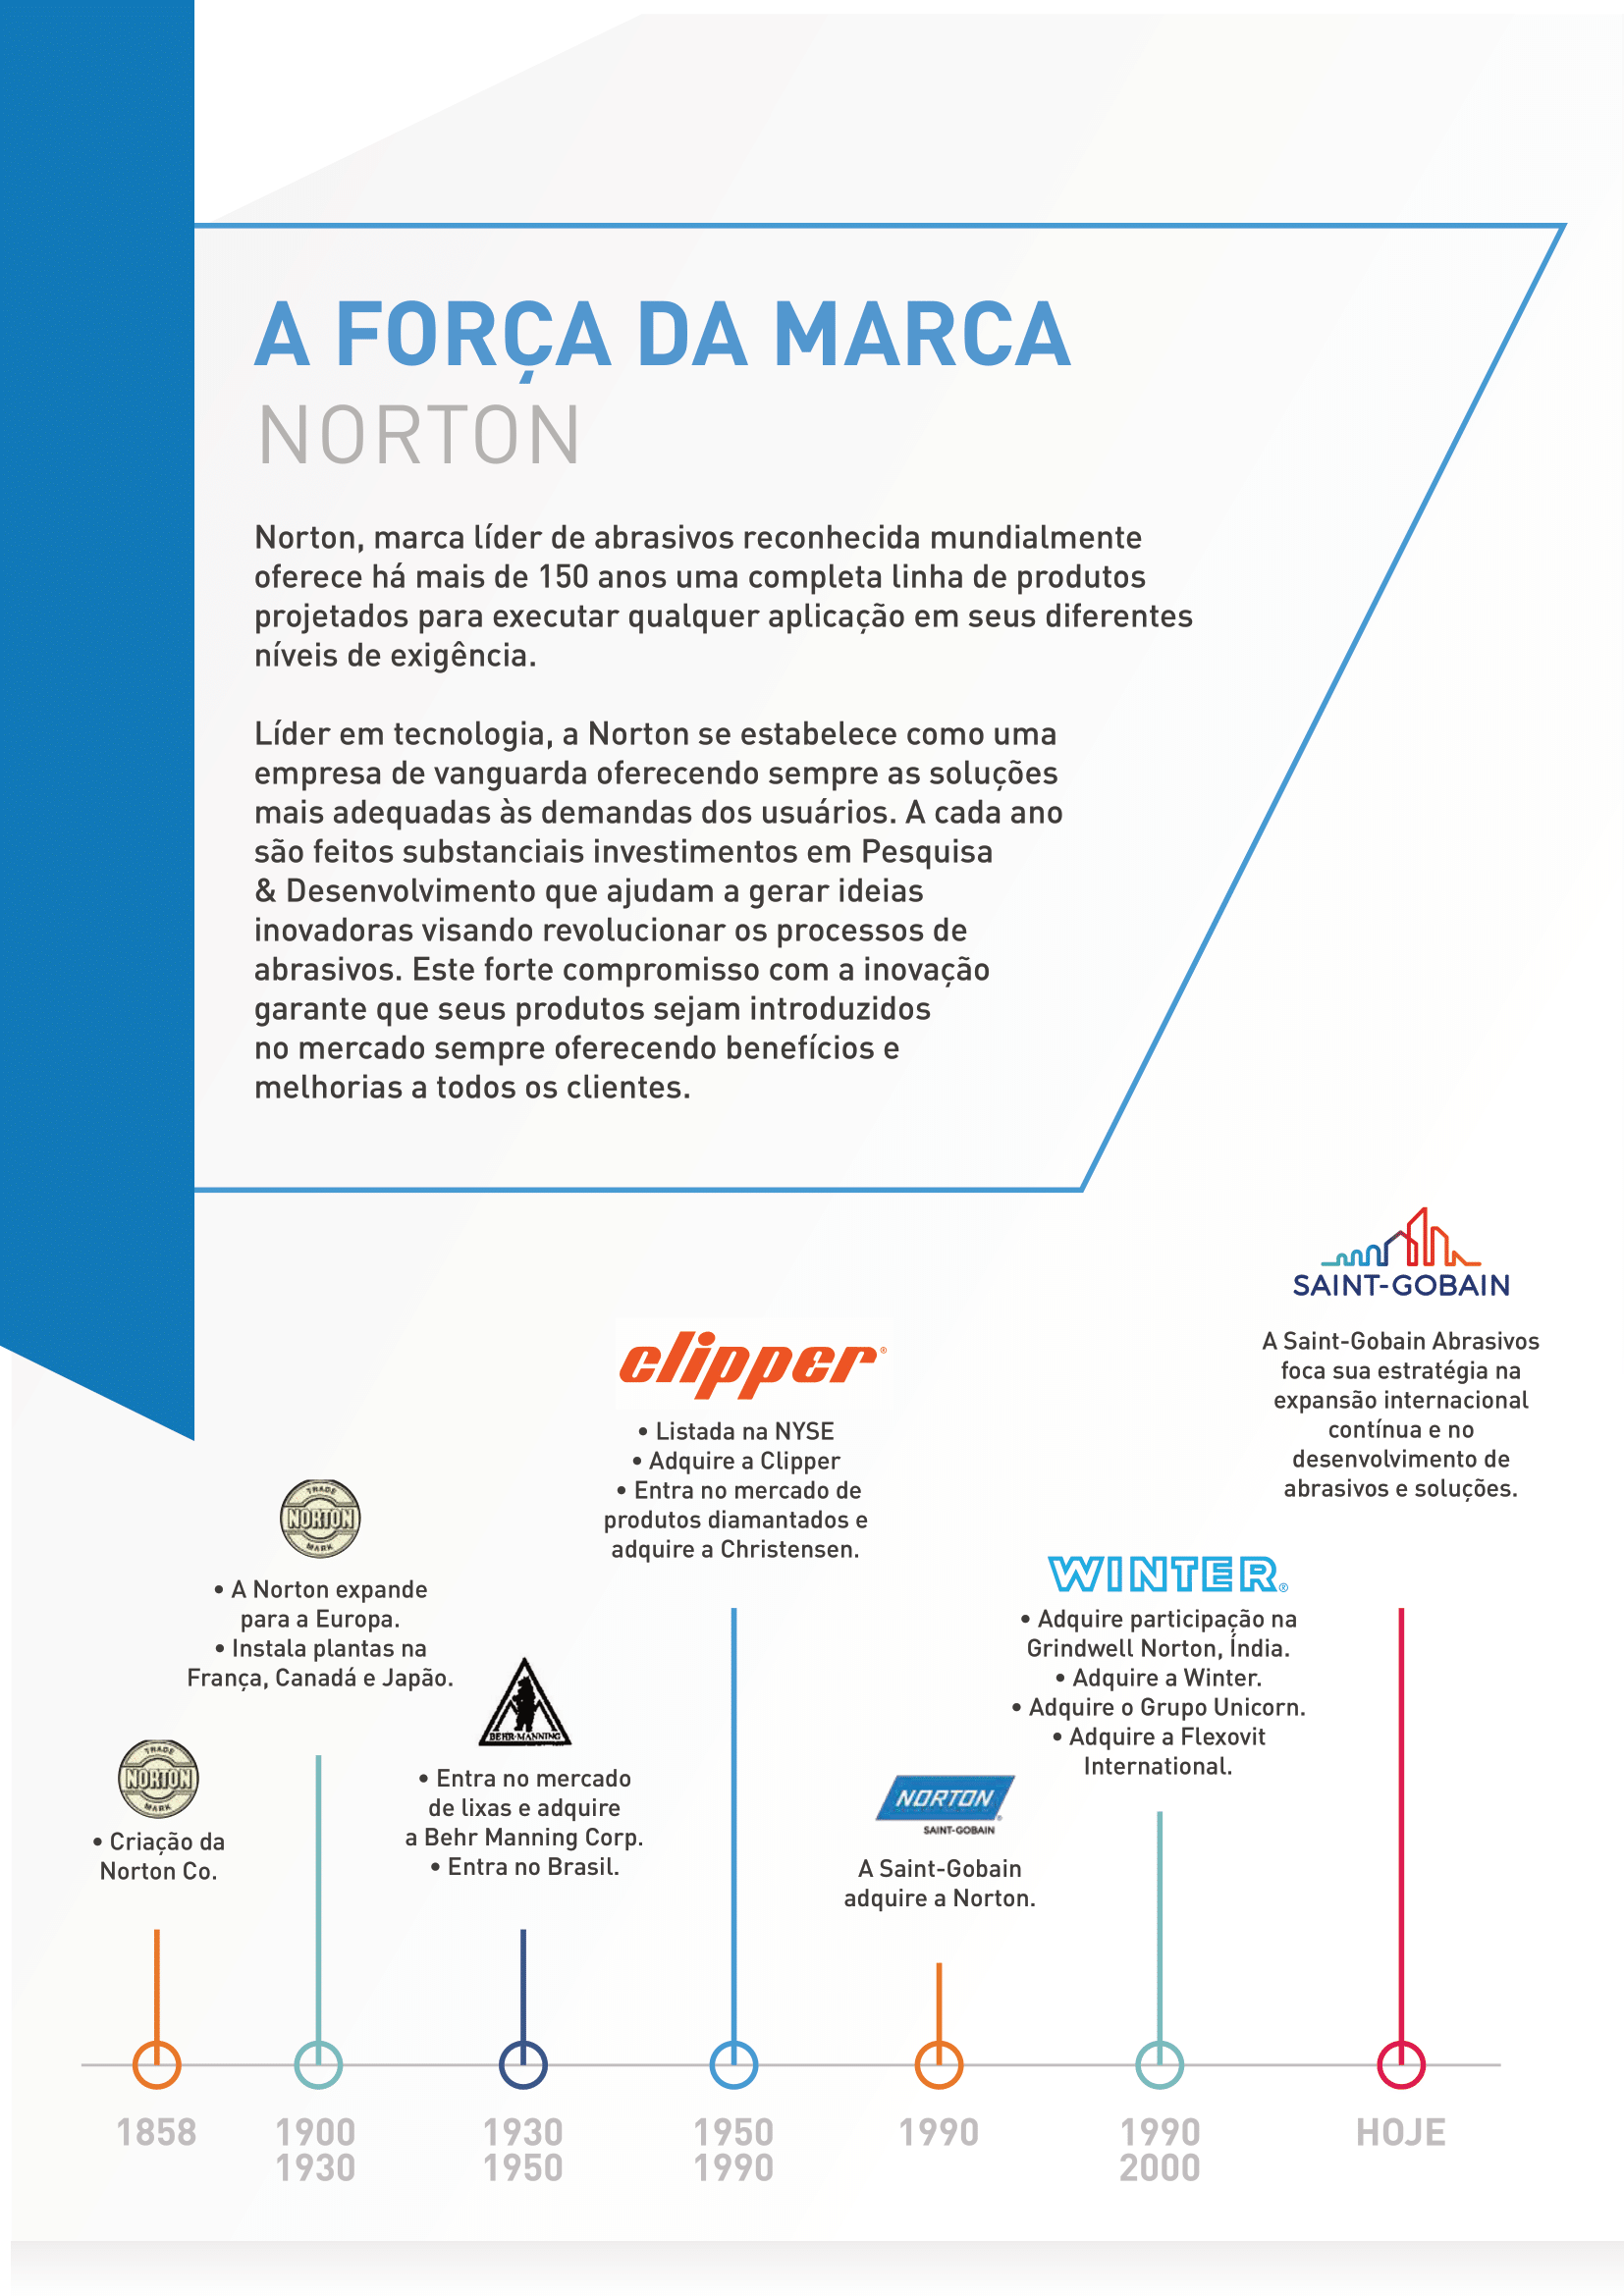 A FORÇA DA MARCA
NORTON
Norton, marca líder de abrasivos reconhecida mundialmente
oferece há mais de 150 anos uma completa linha de produtos
projetados para executar qualquer aplicação em seus diferentes
níveis de exigência.
Líder em tecnologia, a Norton se estabelece como uma
empresa de vanguarda oferecendo sempre as soluções
mais adequadas às demandas dos usuários. A cada ano
são feitos substanciais investimentos em Pesquisa
& Desenvolvimento que ajudam a gerar ideias
inovadoras visando revolucionar os processos de
abrasivos. Este forte compromisso com a inovação
garante que seus produtos sejam introduzidos
no mercado sempre oferecendo benefícios e
melhorias a todos os clientes.
TRADE
NORTON
MARK
• Criação da
Norton Co.
1858
TRADE
NORTON
MARK
• A Norton expande
para a Europa.
• Instala plantas na
França, Canadá e Japão.
1900
1930
BEHR-MANNING
• Entra no mercado
de lixas e adquire
a Behr Manning Corp.
• Entra no Brasil.
1930
1950
clipper®
• Listada na NYSE
• Adquire a Clipper
• Entra no mercado de
produtos diamantados e
adquire a Christensen.
1950
1990
NORTON®
SAINT-GOBAIN
A Saint-Gobain
adquire a Norton.
1990
WINTER®
• Adquire participação na
Grindwell Norton, Índia.
• Adquire a Winter.
• Adquire o Grupo Unicorn.
• Adquire a Flexovit
International.
1990
2000
SAINT-GOBAIN
A Saint-Gobain Abrasivos
foca sua estratégia na
expansão internacional
contínua e no
desenvolvimento de
abrasivos e soluções.
HOJE